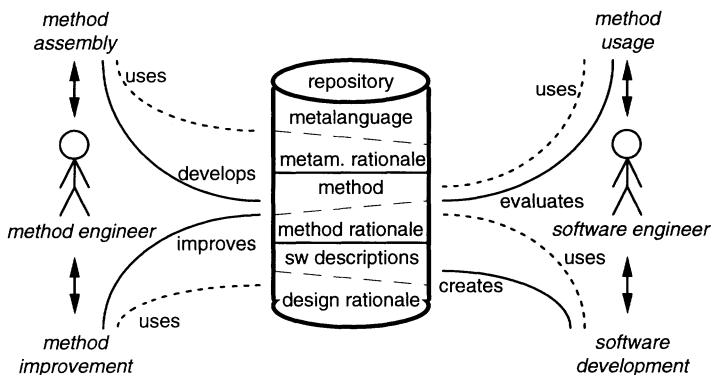 method
assembly
uses
develops
method engineer
improves
uses
method
improvement
repository
metalanguage
metam. rationale
method
method rationale
sw descriptions
design rationale
method
usage
uses
evaluates
software engineer
uses
creates
software
development